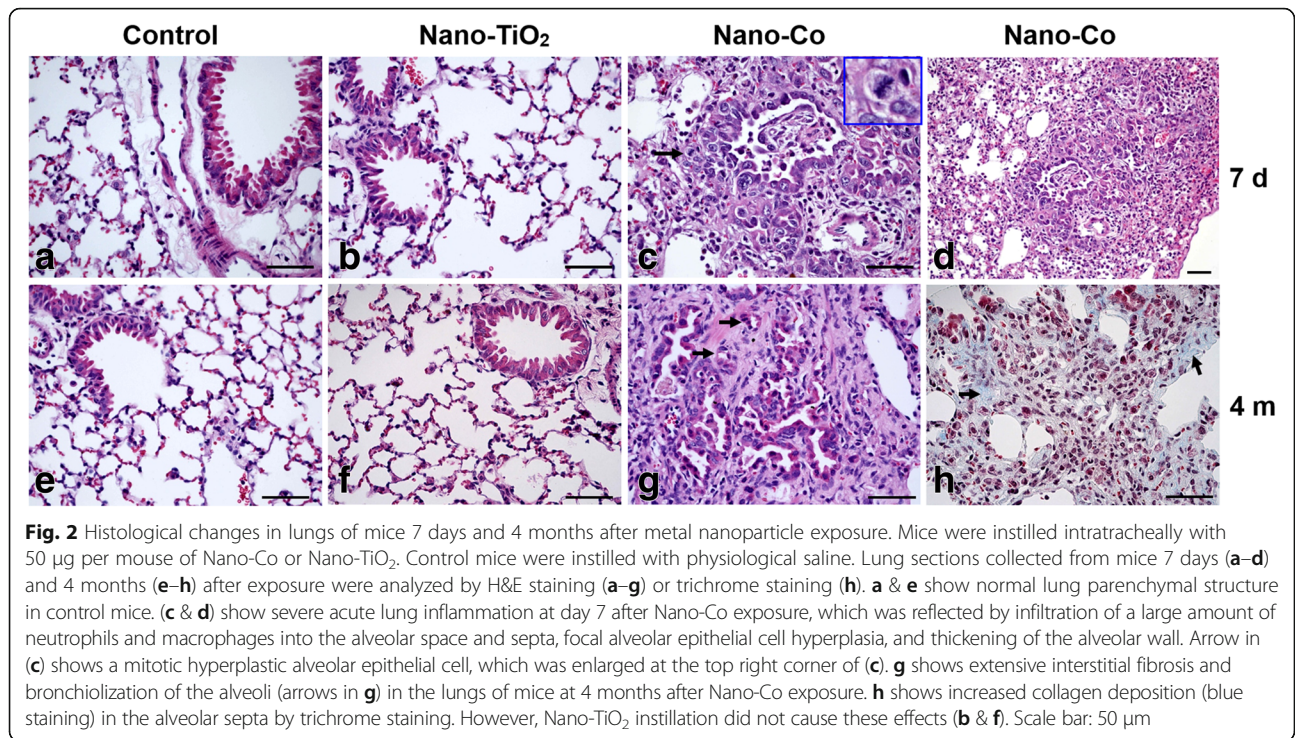 Control Nano-TiO₂ Nano-Co Nano-Co
a b c d 7 d
e f g h 4 m
Fig. 2 Histological changes in lungs of mice 7 days and 4 months after metal nanoparticle exposure. Mice were instilled intratracheally with
50 μg per mouse of Nano-Co or Nano-TiO₂. Control mice were instilled with physiological saline. Lung sections collected from mice 7 days (a–d)
and 4 months (e–h) after exposure were analyzed by H&E staining (a–g) or trichrome staining (h). a & e show normal lung parenchymal structure
in control mice. (c & d) show severe acute lung inflammation at day 7 after Nano-Co exposure, which was reflected by infiltration of a large amount of
neutrophils and macrophages into the alveolar space and septa, focal alveolar epithelial cell hyperplasia, and thickening of the alveolar wall. Arrow in
(c) shows a mitotic hyperplastic alveolar epithelial cell, which was enlarged at the top right corner of (c). g shows extensive interstitial fibrosis and
bronchiolization of the alveoli (arrows in g) in the lungs of mice at 4 months after Nano-Co exposure. h shows increased collagen deposition (blue
staining) in the alveolar septa by trichrome staining. However, Nano-TiO₂ instillation did not cause these effects (b & f). Scale bar: 50 μm